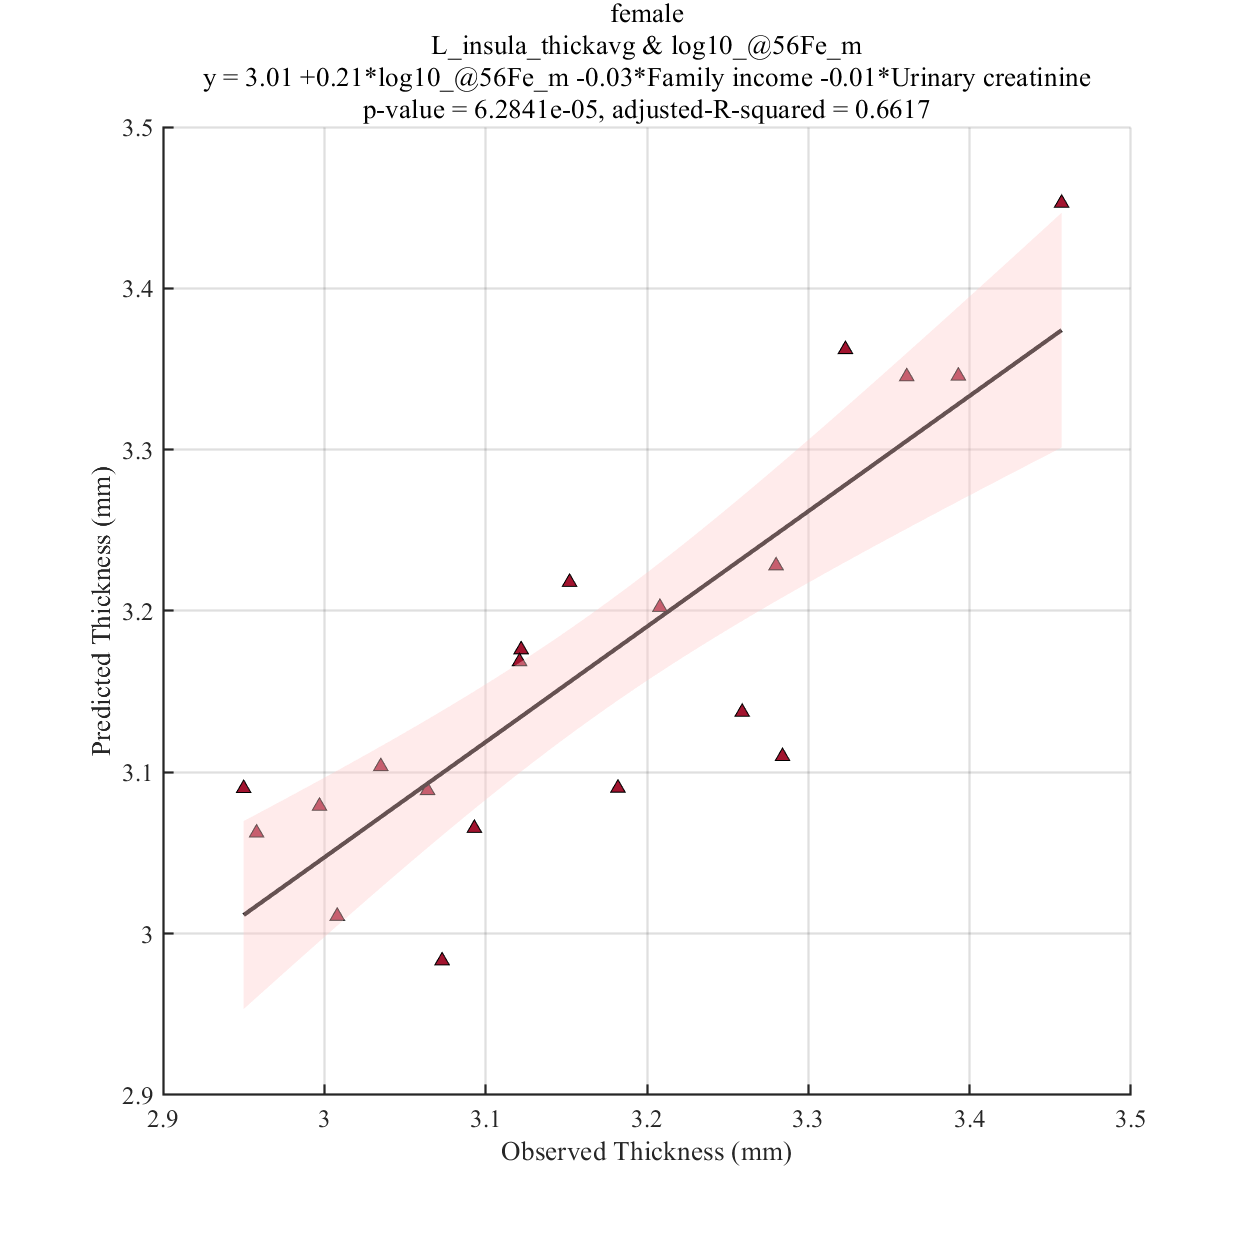 female
L_insula_thickavg & log10_@56Fe_m
y = 3.01 +0.21*log10_@56Fe_m -0.03*Family income -0.01*Urinary creatinine
p-value = 6.2841e-05, adjusted-R-squared = 0.6617
3.5
3.4
3.3
3.2
3.1
3
2.9
Predicted Thickness (mm)
2.9 3 3.1 3.2 3.3 3.4 3.5
Observed Thickness (mm)